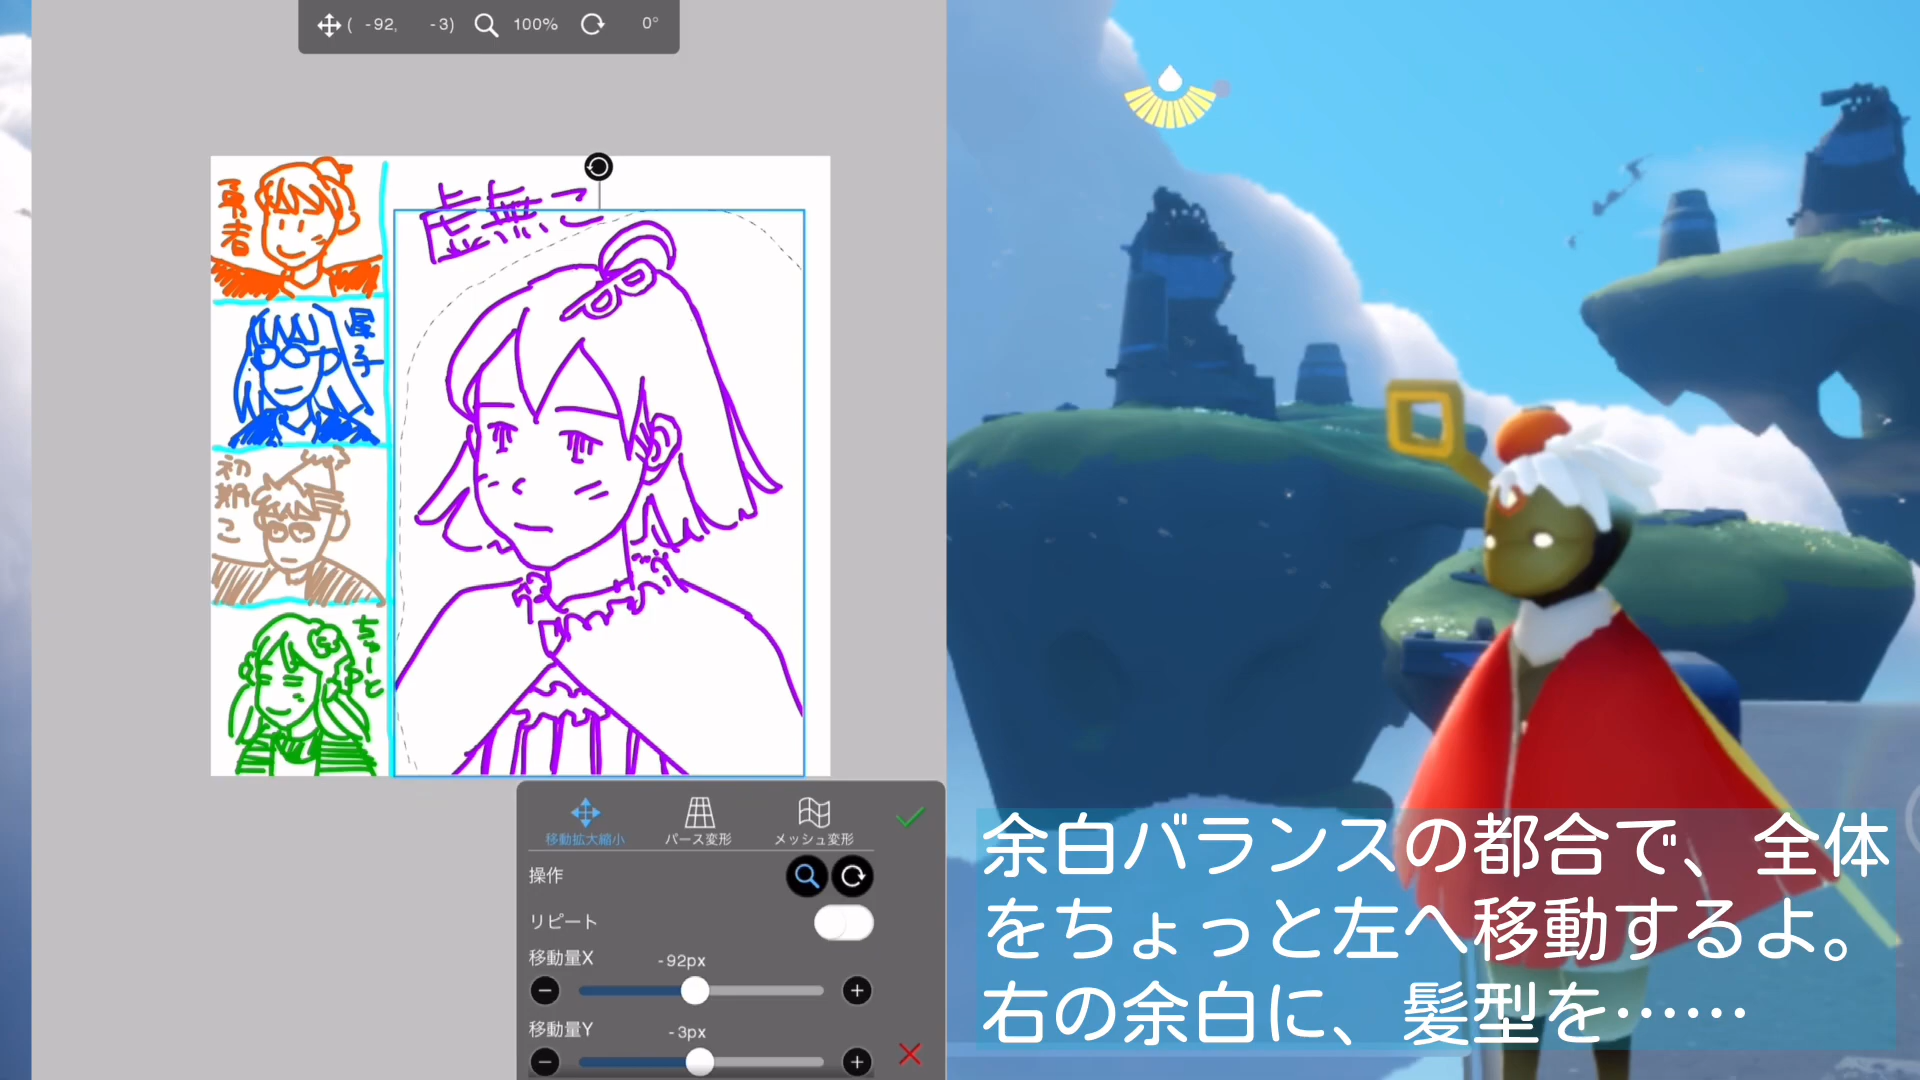 ( -92, -3) 100% 0°
虚無こ
勇者
屋子
初期こ
ちゅーと
移動拡大縮小 パース変形 メッシュ変形
操作
リピート
移動量X -92px
移動量Y -3px
余白バランスの都合で、全体
をちょっと左へ移動するよ。
右の余白に、髪型を……